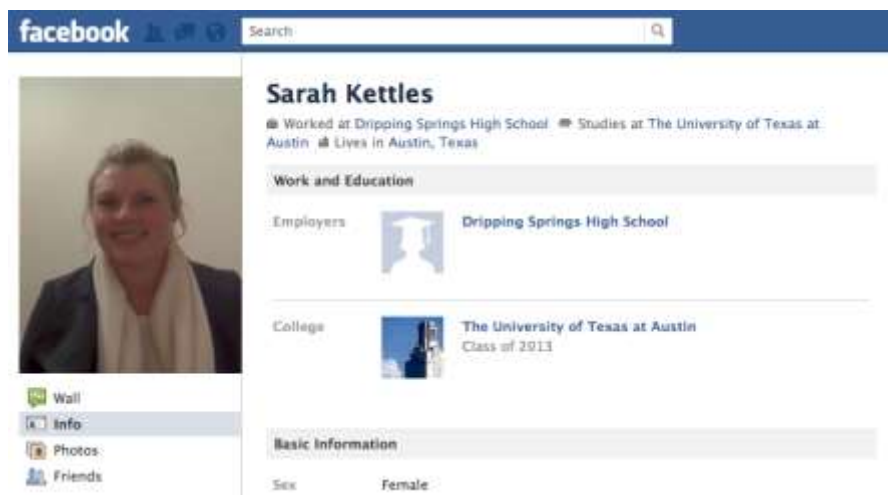 facebook
Search
Sarah Kettles
Worked at Dripping Springs High School Studies at The University of Texas at
Austin Lives in Austin, Texas
Work and Education
Employers
Dripping Springs High School
College
The University of Texas at Austin
Class of 2013
Wall
Info
Photos
Friends
Basic Information
Sex Female